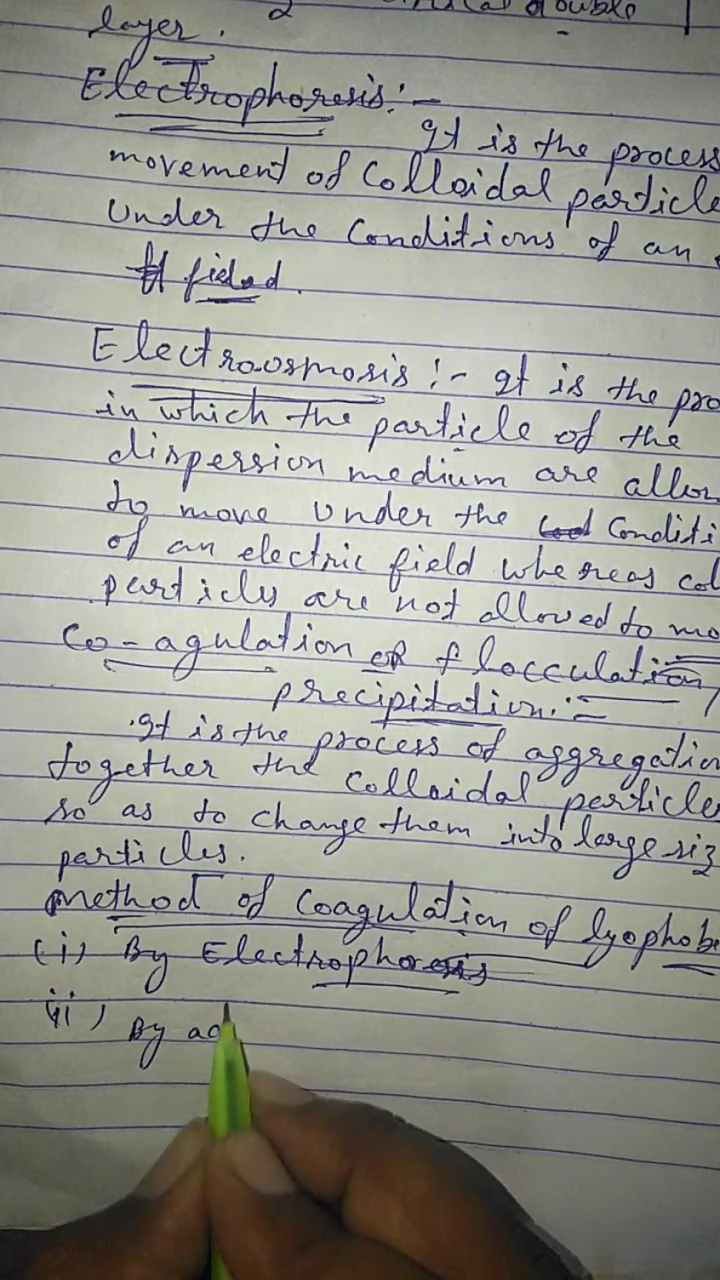 double
layer.
Electrophoresis:-
It is the process
movement of Colloidal particle
Under the Conditions of an
field.
Electroosmosis :- It is the pro
in which the particle of the
dispersion medium are allow
to move Under the Conditi
of an electric field whereas col
particles are not allowed to mo
Co-agulation or flocculation/
precipitation:-
It is the process of aggregation
together the Colloidal particles
so as to change them into large siz
particles.
method of Coagulation of lyophobi
(i) By Electrophoresis
ii) By ad